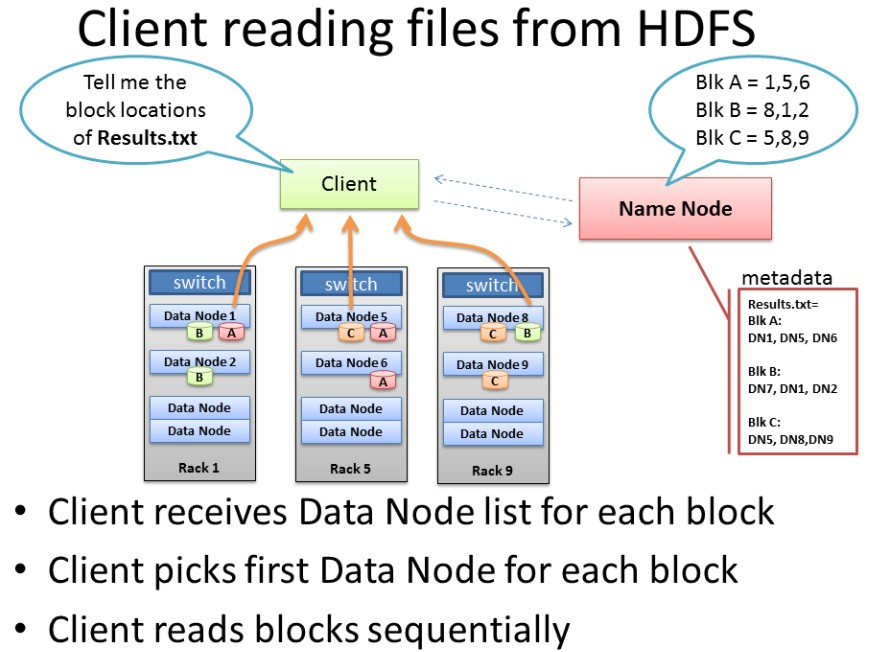 Client reading files from HDFS
Tell me the
block locations
of Results.txt
Blk A = 1,5,6
Blk B = 8,1,2
Blk C = 5,8,9
Client
Name Node
switch
Data Node 1
B
A
Data Node 2
B
Data Node
Data Node
Rack 1
switch
Data Node 5
C
A
Data Node 6
A
Data Node
Data Node
Rack 5
switch
Data Node 8
C
B
Data Node 9
C
Data Node
Data Node
Rack 9
metadata
Results.txt=
Blk A:
DN1, DN5, DN6
Blk B:
DN7, DN1, DN2
Blk C:
DN5, DN8,DN9
• Client receives Data Node list for each block
• Client picks first Data Node for each block
• Client reads blocks sequentially